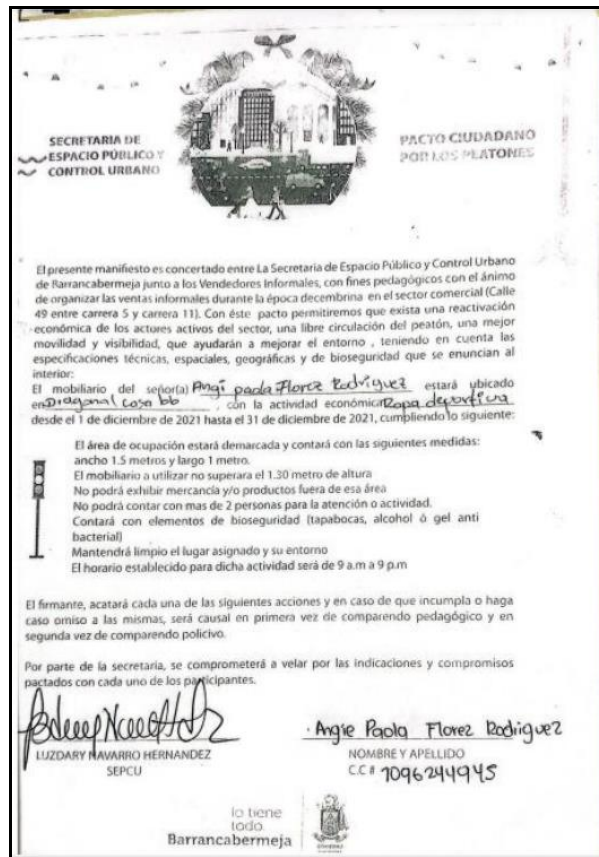 SECRETARIA DE
ESPACIO PÚBLICO Y
CONTROL URBANO
PACTO CIUDADANO
POR LOS PLATONES
El presente manifiesto es concertado entre La Secretaria de Espacio Público y Control Urbano
de Barrancabermeja junto a los Vendedores Informales, con fines pedagógicos con el ánimo
de organizar las ventas informales durante la época decembrina en el sector comercial (Calle
49 entre carrera 5 y carrera 11). Con éste pacto permitiremos que exista una reactivación
económica de los actures activos del sector, una libre circulación del peatón, una mejor
movilidad y visibilidad, que ayudarán a mejorar el entorno , teniendo en cuenta las
especificaciones técnicas, espaciales, geográficas y de bioseguridad que se enuncian al
interior:
El mobiliario del señor(a) Angi paola Florez Rodriguez estará ubicado
en Diagonal casa bb , con la actividad económica Ropa deportiva
desde el 1 de diciembre de 2021 hasta el 31 de diciembre de 2021, cumpliendo lo siguiente:
El área de ocupación estará demarcada y contará con las siguientes medidas:
ancho 1.5 metros y largo 1 metro.
El mobiliario a utilizar no superara el 1.30 metro de altura
No podrá exhibir mercancía y/o productos fuera de esa área
No podrá contar con mas de 2 personas para la atención o actividad.
Contará con elementos de bioseguridad (tapabocas, alcohol ó gel anti
bacterial)
Mantendrá limpio el lugar asignado y su entorno
El horario establecido para dicha actividad será de 9 a.m a 9 p.m
El firmante, acatará cada una de las siguientes acciones y en caso de que incumpla o haga
caso omiso a las mismas, será causal en primera vez de comparendo pedagógico y en
segunda vez de comparendo policivo.
Por parte de la secretaria, se comprometerá a velar por las indicaciones y compromisos
pactados con cada uno de los participantes.
LUZDARY NAVARRO HERNANDEZ
SEPCU
Angie Paola Florez Rodriguez
NOMBRE Y APELLIDO
C.C # 1096244945
lo tiene
todo
Barrancabermeja